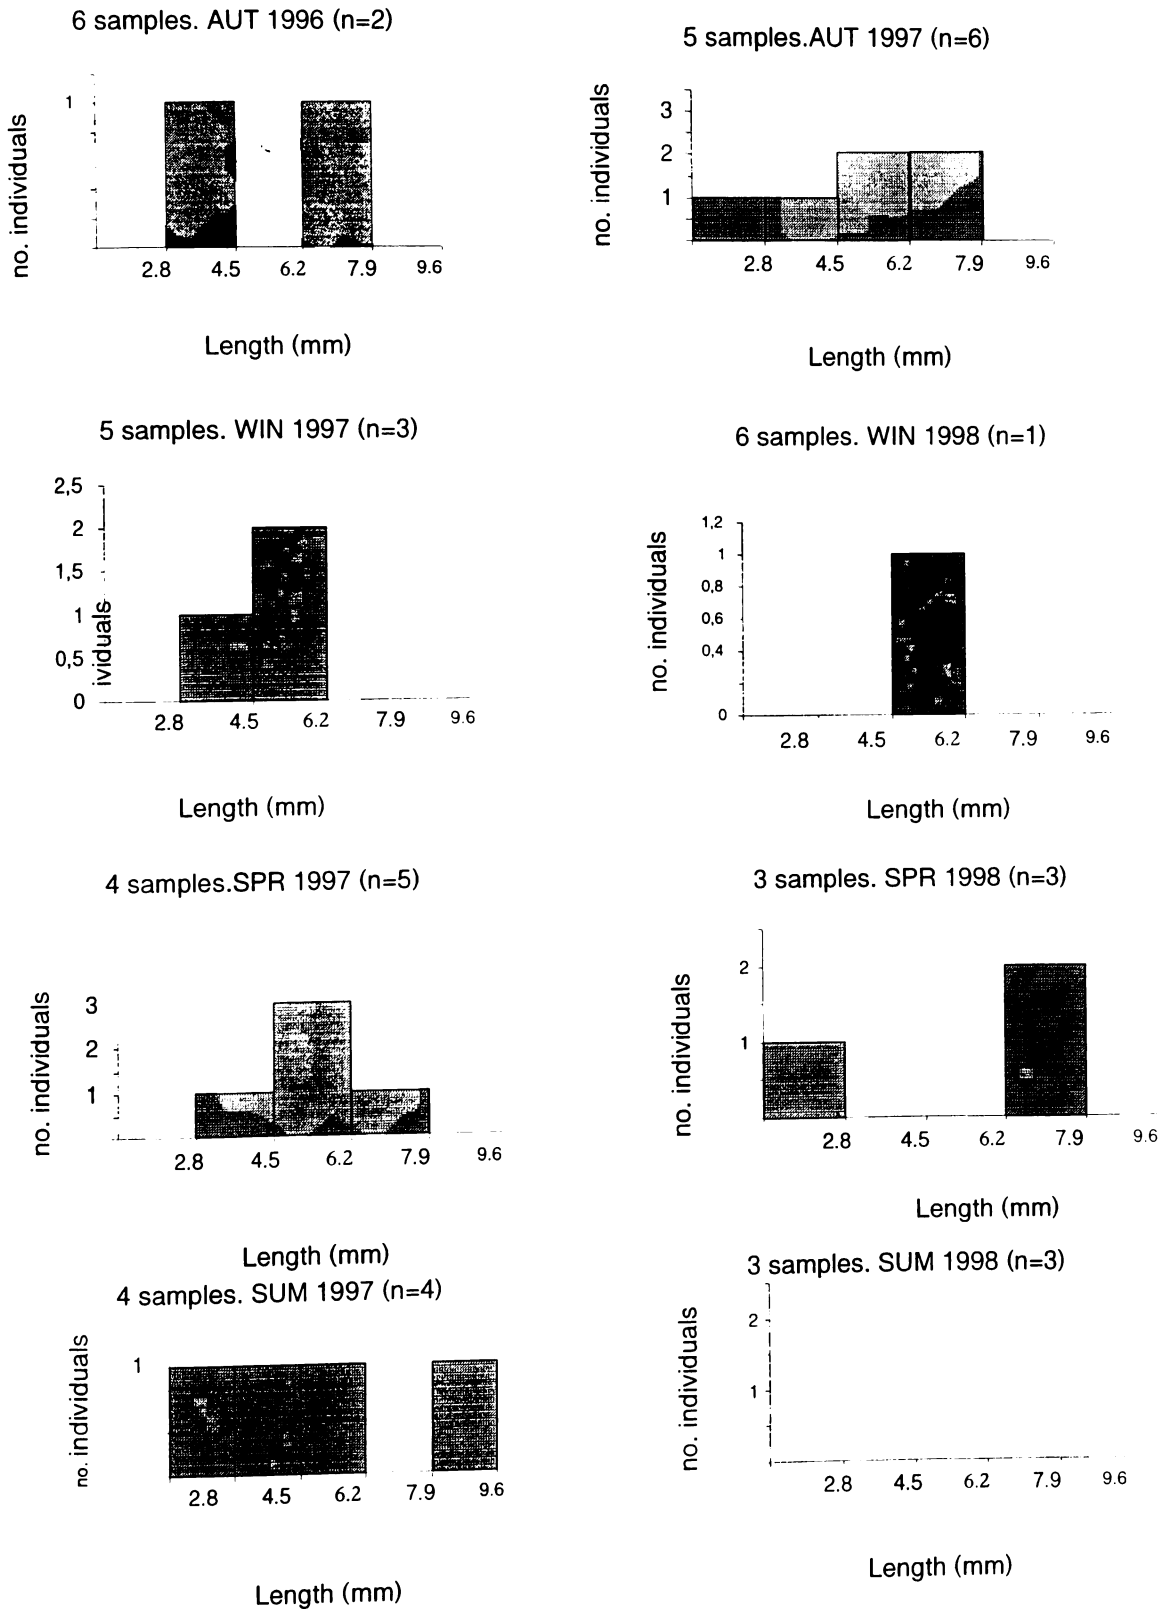 6 samples. AUT 1996 (n=2)
no. individuals
1
2.8 4.5 6.2 7.9 9.6
Length (mm)
5 samples.AUT 1997 (n=6)
no. individuals
3
2
1
2.8 4.5 6.2 7.9 9.6
Length (mm)
5 samples. WIN 1997 (n=3)
ividuals
2,5
2
1,5
1
0,5
0
2.8 4.5 6.2 7.9 9.6
Length (mm)
6 samples. WIN 1998 (n=1)
no. individuals
1,2
1
0,8
0,6
0,4
0
2.8 4.5 6.2 7.9 9.6
Length (mm)
4 samples.SPR 1997 (n=5)
no. individuals
3
2
1
2.8 4.5 6.2 7.9 9.6
Length (mm)
3 samples. SPR 1998 (n=3)
no. individuals
2
1
2.8 4.5 6.2 7.9 9.6
Length (mm)
4 samples. SUM 1997 (n=4)
no. individuals
1
2.8 4.5 6.2 7.9 9.6
Length (mm)
3 samples. SUM 1998 (n=3)
no. individuals
2
1
2.8 4.5 6.2 7.9 9.6
Length (mm)